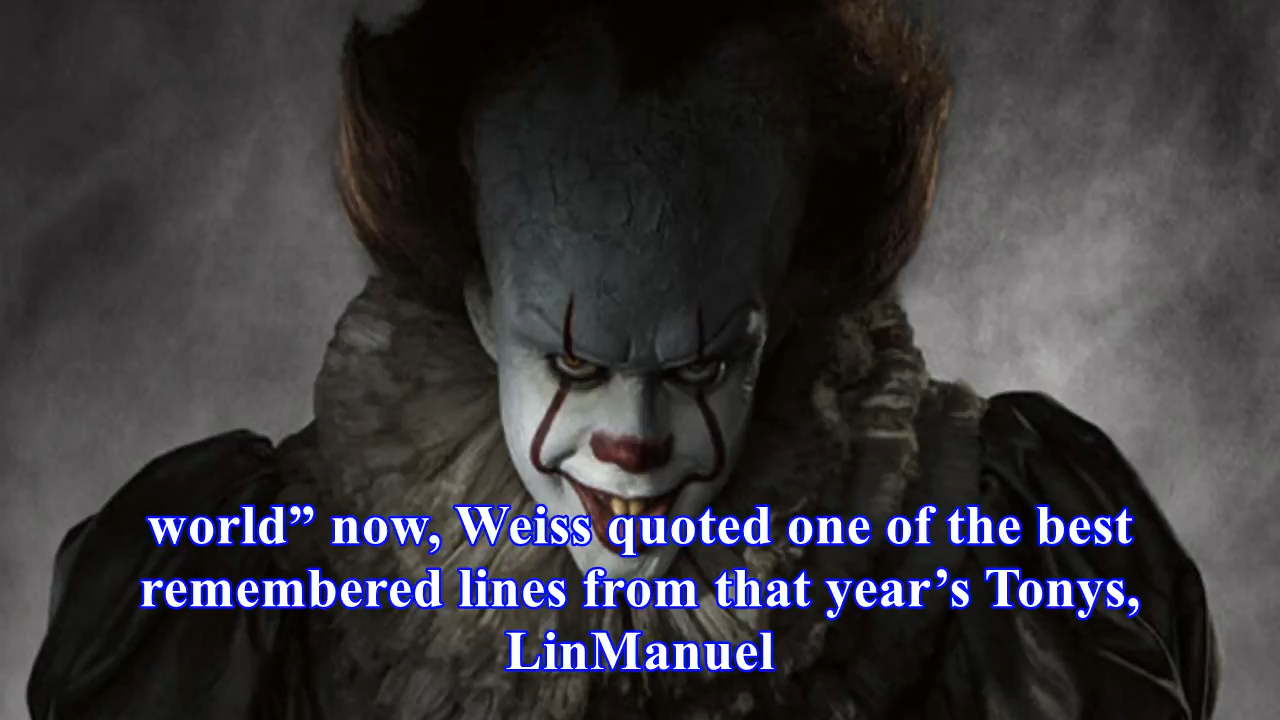 world” now, Weiss quoted one of the best
remembered lines from that year’s Tonys,
LinManuel